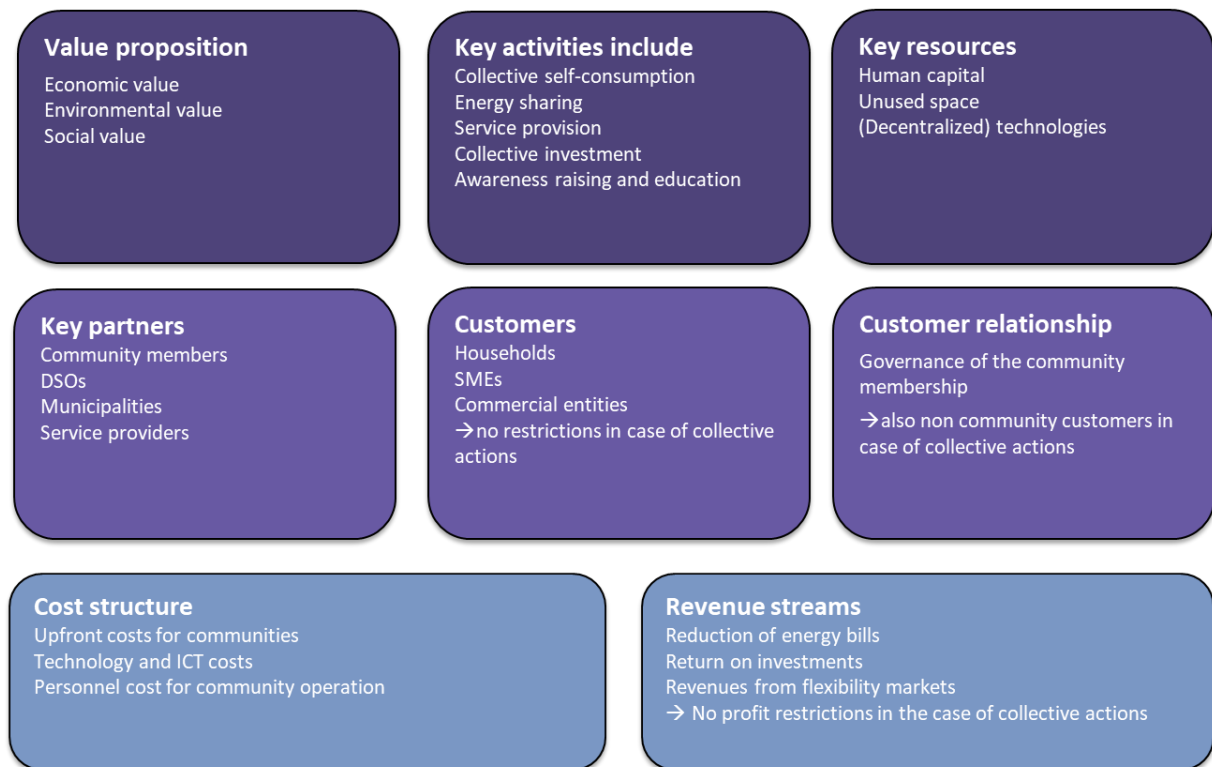 Value proposition
Economic value
Environmental value
Social value
Key activities include
Collective self-consumption
Energy sharing
Service provision
Collective investment
Awareness raising and education
Key resources
Human capital
Unused space
(Decentralized) technologies
Key partners
Community members
DSOs
Municipalities
Service providers
Customers
Households
SMEs
Commercial entities
→no restrictions in case of collective
actions
Customer relationship
Governance of the community
membership
→also non community customers in
case of collective actions
Cost structure
Upfront costs for communities
Technology and ICT costs
Personnel cost for community operation
Revenue streams
Reduction of energy bills
Return on investments
Revenues from flexibility markets
→ No profit restrictions in the case of collective actions